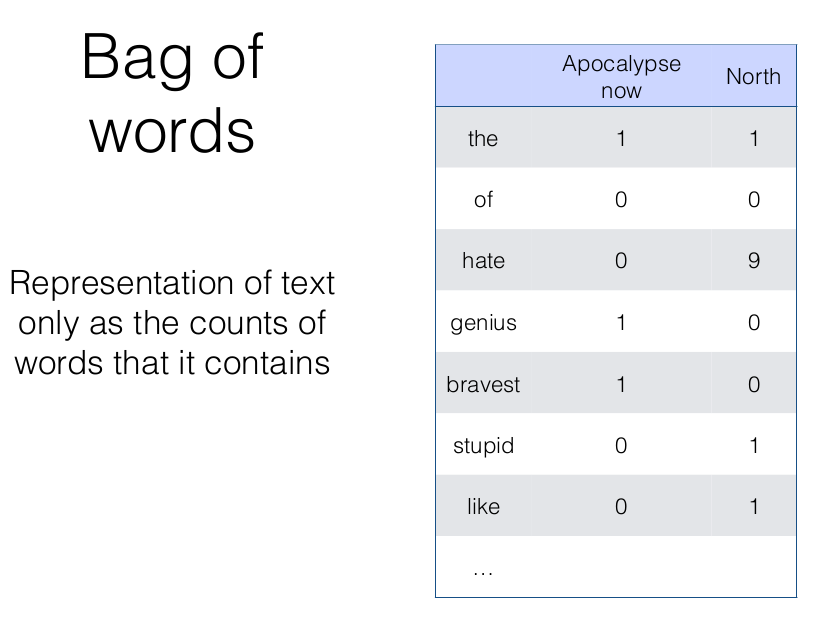 Bag of
words
Representation of text
only as the counts of
words that it contains
Apocalypse
now North
the 1 1
of 0 0
hate 0 9
genius 1 0
bravest 1 0
stupid 0 1
like 0 1
…